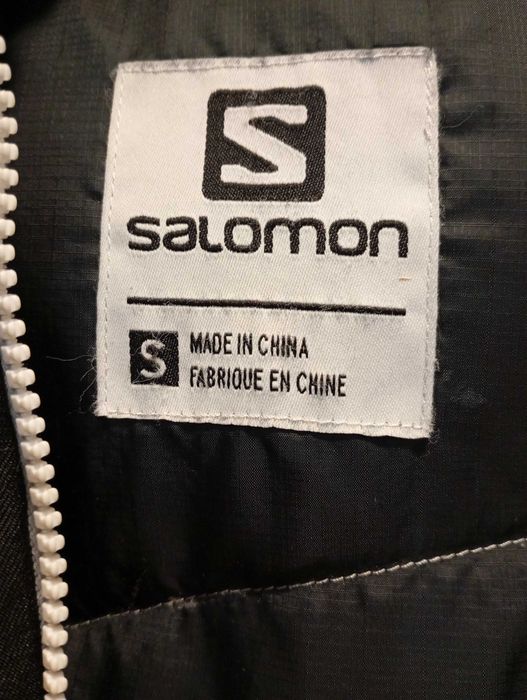 S
salomon
S MADE IN CHINA
FABRIQUE EN CHINE